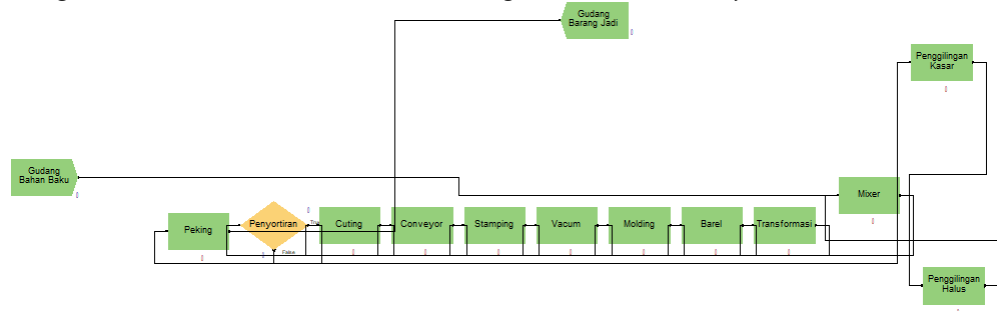 Gudang
Barang Jadi
Penggilingan
Kasar
Gudang
Bahan Baku
Mixer
Peking
Penyortiran
True
Cuting
Conveyor
Stamping
Vacum
Molding
Barel
Transformasi
False
Penggilingan
Halus